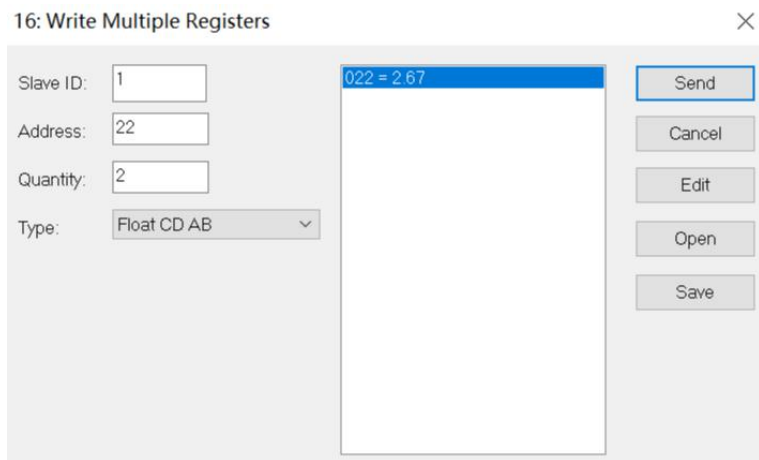 16: Write Multiple Registers
Slave ID: 1
Address: 22
Quantity: 2
Type: Float CD AB
022 = 2.67
Send
Cancel
Edit
Open
Save